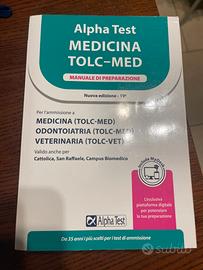 Alpha Test
MEDICINA
TOLC-MED
MANUALE DI PREPARAZIONE
Nuova edizione - 19ª
Per l'ammissione a
MEDICINA (TOLC-MED)
ODONTOIATRIA (TOLC-MED)
VETERINARIA (TOLC-VET)
Valido anche per
Cattolica, San Raffaele, Campus Biomedico
L'esclusiva
piattaforma digitale
per potenziare
la tua preparazione
Alpha Test
Da 35 anni i più scelti per i test di ammissione
subito